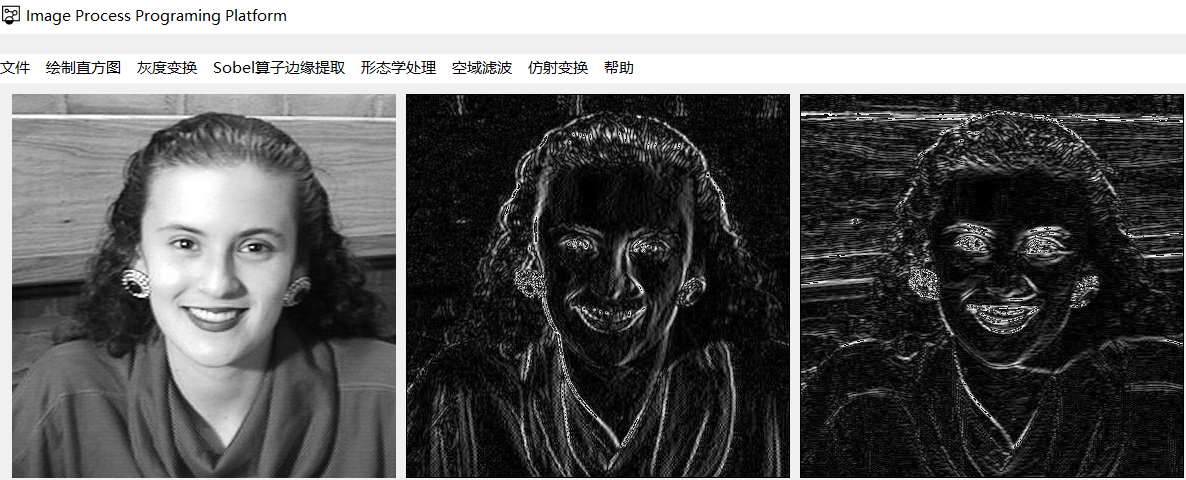 Image Process Programing Platform
文件 绘制直方图 灰度变换 Sobel算子边缘提取 形态学处理 空域滤波 仿射变换 帮助